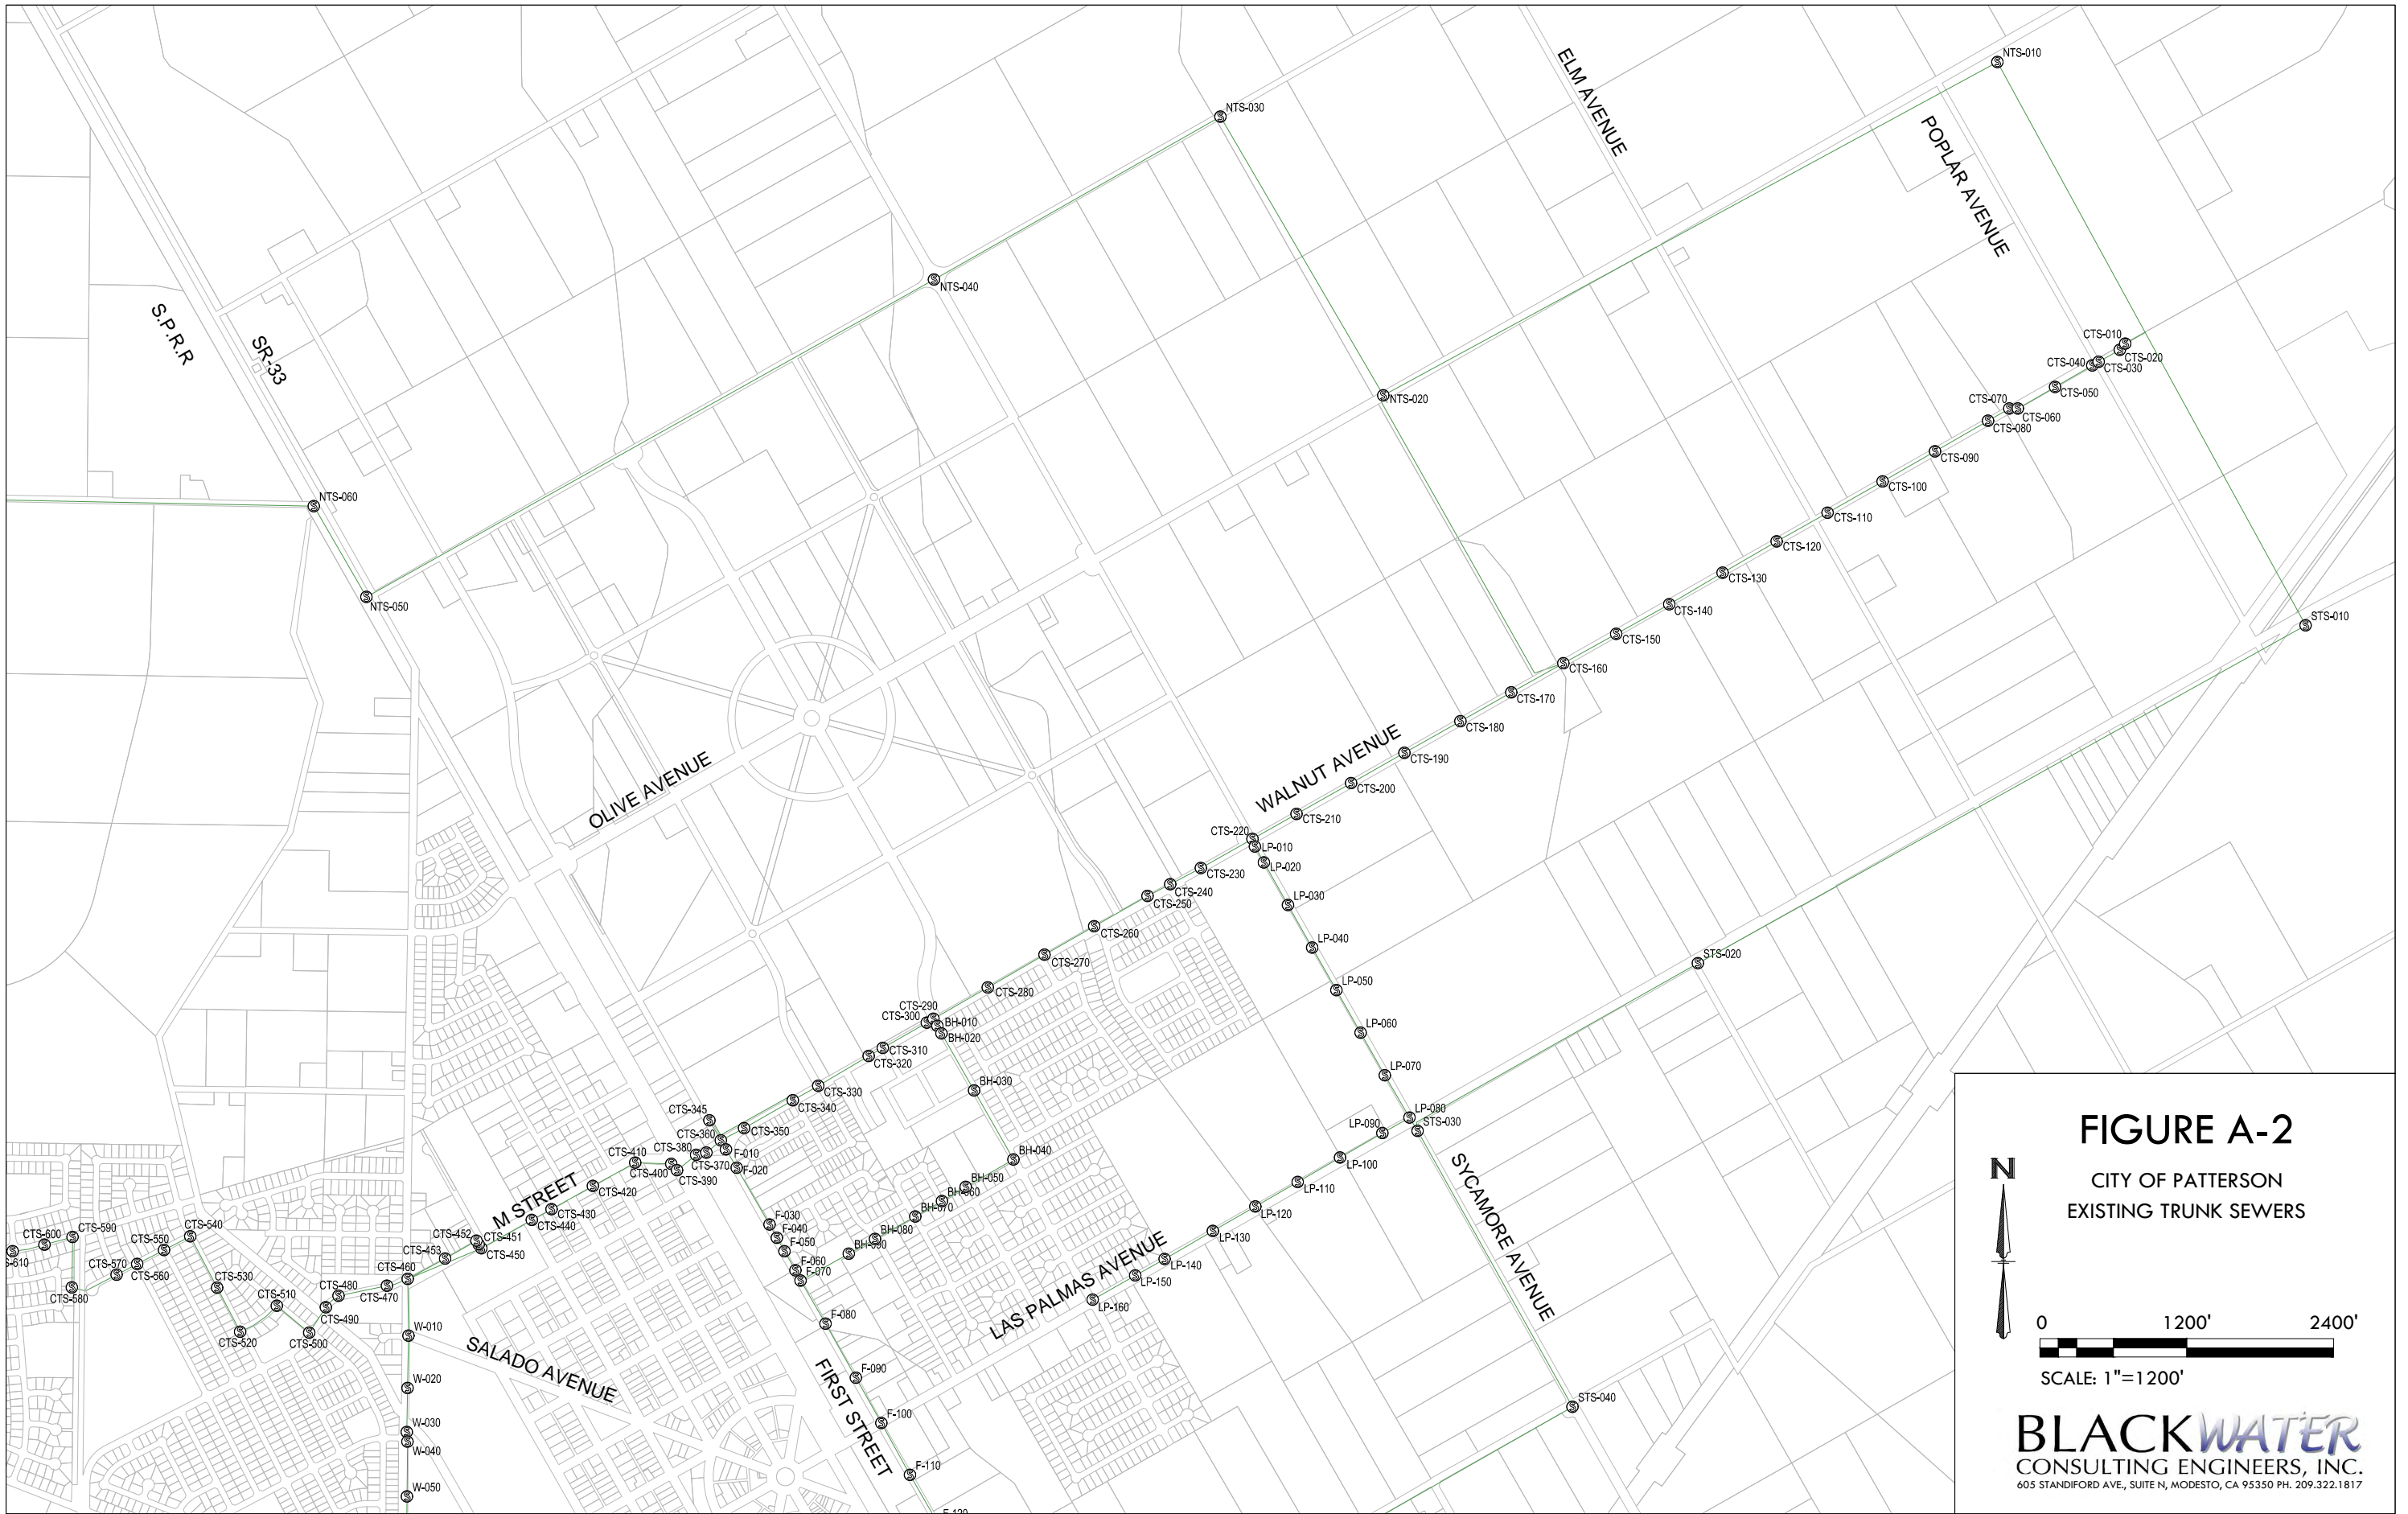 NTS-010
ELM AVENUE
NTS-030
POPLAR AVENUE
NTS-040
S.P.R.R
SR-33
CTS-010
CTS-020
CTS-040
CTS-030
CTS-050
NTS-020
CTS-070
CTS-060
CTS-080
CTS-090
CTS-100
NTS-060
CTS-110
CTS-120
CTS-130
NTS-050
CTS-140
STS-010
CTS-150
CTS-160
CTS-170
CTS-180
WALNUT AVENUE
CTS-190
OLIVE AVENUE
CTS-200
CTS-210
CTS-220
LP-010
LP-020
CTS-230
CTS-240
LP-030
CTS-250
CTS-260
LP-040
STS-020
CTS-270
LP-050
CTS-280
CTS-290
CTS-300
BH-010
BH-020
LP-060
CTS-310
CTS-320
LP-070
CTS-330
BH-030
CTS-340
CTS-345
LP-080
STS-030
CTS-350
CTS-360
LP-090
CTS-380
F-010
CTS-410
CTS-370
F-020
CTS-400
CTS-390
BH-040
LP-100
SYCAMORE AVENUE
BH-050
M STREET
CTS-420
BH-060
LP-110
BH-070
CTS-430
CTS-440
LP-120
F-030
F-040
BH-080
LP-130
CTS-600
CTS-590
CTS-540
CTS-452
CTS-451
CTS-450
F-050
BH-090
LAS PALMAS AVENUE
CTS-550
CTS-453
S-610
CTS-570
CTS-560
CTS-460
F-060
F-070
LP-140
LP-150
CTS-530
CTS-480
CTS-470
CTS-580
CTS-510
LP-160
CTS-490
F-080
CTS-520
CTS-500
W-010
SALADO AVENUE
FIRST STREET
F-090
W-020
STS-040
F-100
W-030
W-040
F-110
W-050
F-120
FIGURE A-2
CITY OF PATTERSON
EXISTING TRUNK SEWERS
N
0 1200' 2400'
SCALE: 1"=1200'
BLACKWATER
CONSULTING ENGINEERS, INC.
605 STANDIFORD AVE., SUITE N, MODESTO, CA 95350 PH. 209.322.1817